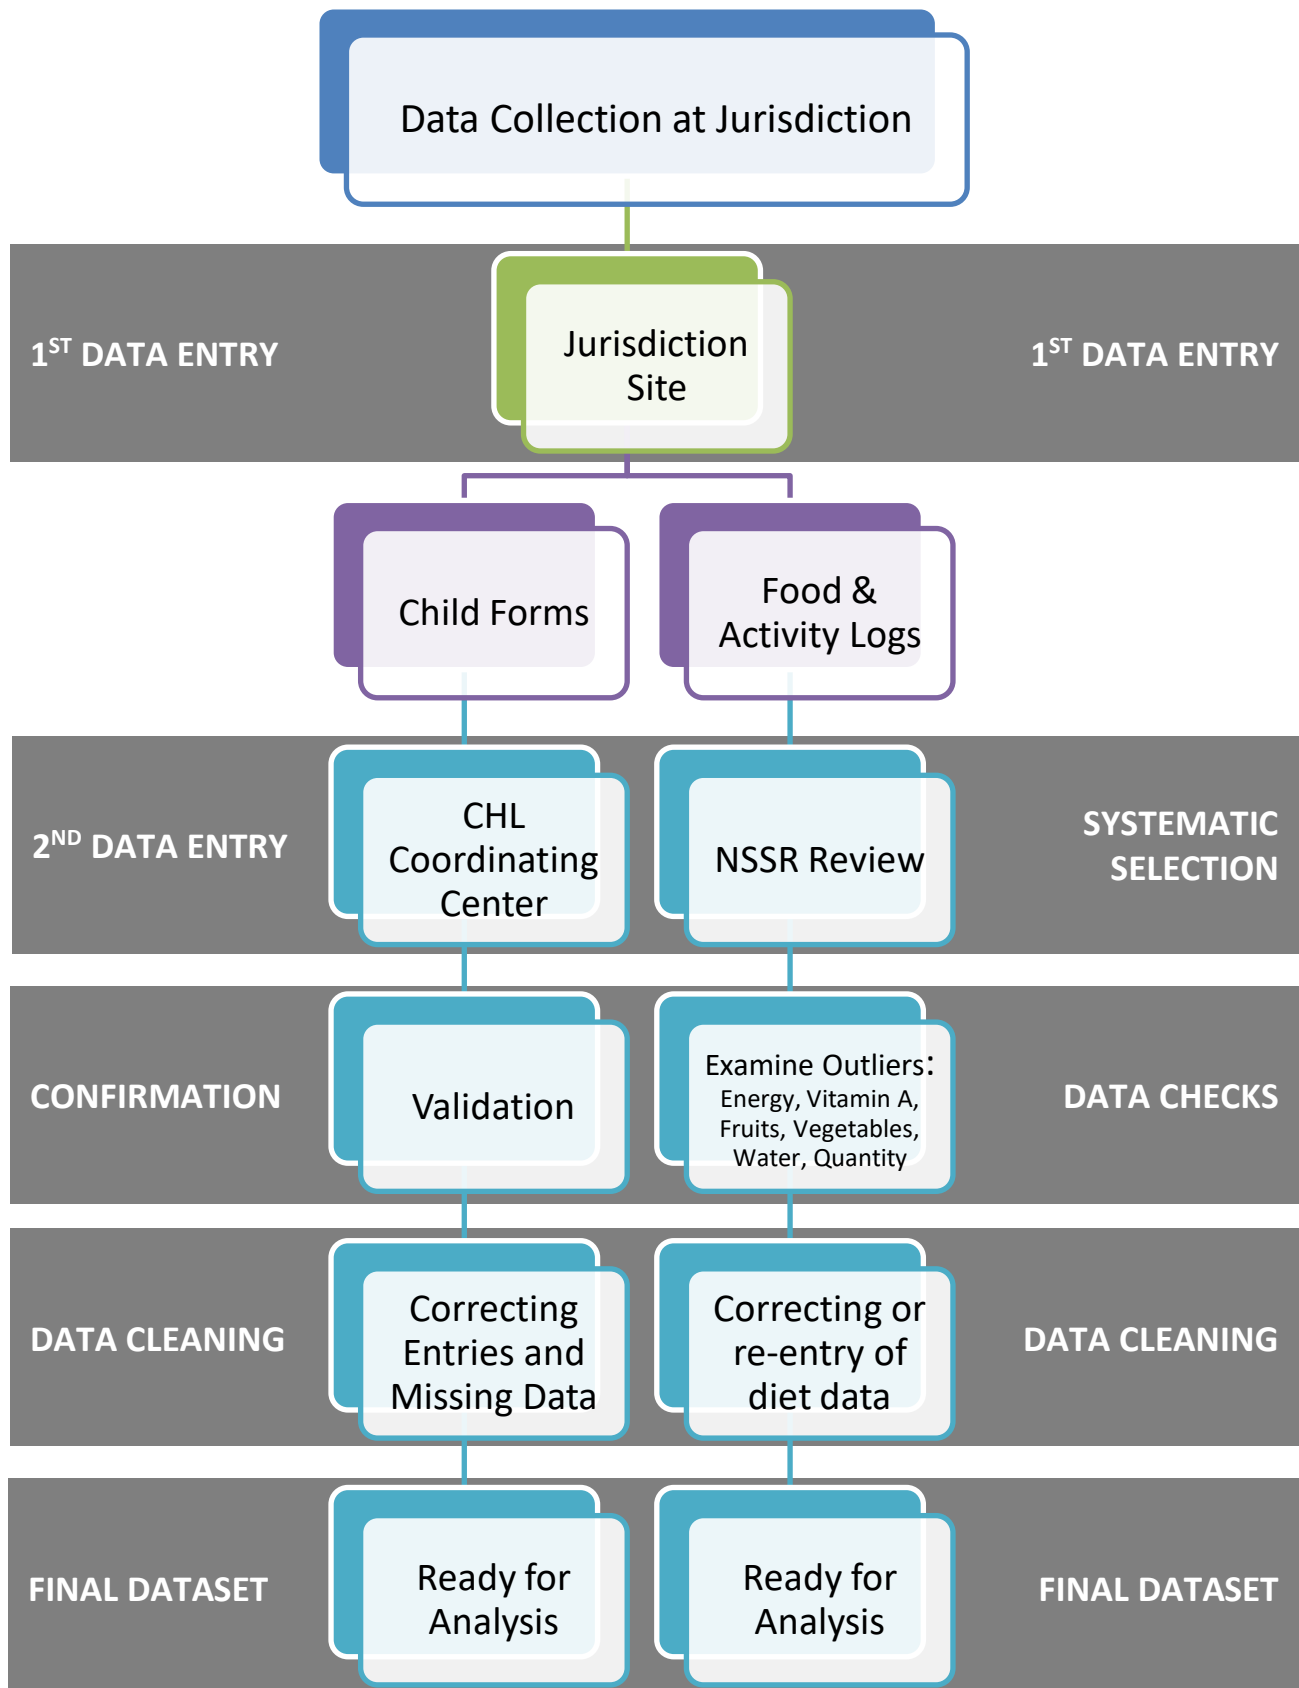 Data Collection at Jurisdiction
1ST DATA ENTRY
Jurisdiction
Site
1ST DATA ENTRY
Child Forms
Food &
Activity Logs
2ND DATA ENTRY
CHL
Coordinating
Center
NSSR Review
SYSTEMATIC
SELECTION
CONFIRMATION
Validation
Examine Outliers:
Energy, Vitamin A,
Fruits, Vegetables,
Water, Quantity
DATA CHECKS
DATA CLEANING
Correcting
Entries and
Missing Data
Correcting or
re-entry of
diet data
DATA CLEANING
FINAL DATASET
Ready for
Analysis
Ready for
Analysis
FINAL DATASET